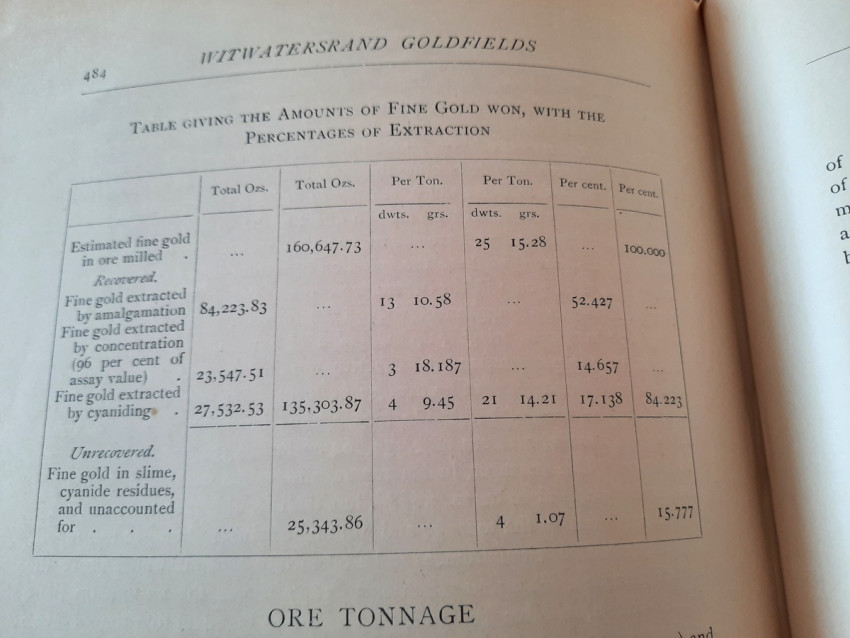 484
WITWATERSRAND GOLDFIELDS
TABLE GIVING THE AMOUNTS OF FINE GOLD WON, WITH THE
PERCENTAGES OF EXTRACTION
Total Ozs. Total Ozs. Per Ton. Per Ton. Per cent. Per cent.
dwts. grs. dwts. grs.
Estimated fine gold
in ore milled . ... 160,647.73 ... 25 15.28 ... 100.000
Recovered.
Fine gold extracted
by amalgamation 84,223.83 ... 13 10.58 ... 52.427 ...
Fine gold extracted
by concentration
(96 per cent of
assay value) . 23,547.51 ... 3 18.187 ... 14.657 ...
Fine gold extracted
by cyaniding . 27,532.53 135,303.87 4 9.45 21 14.21 17.138 84.223
Unrecovered.
Fine gold in slime,
cyanide residues,
and unaccounted
for . . . ... 25,343.86 ... 4 1.07 ... 15.777
ORE TONNAGE
and
of
of